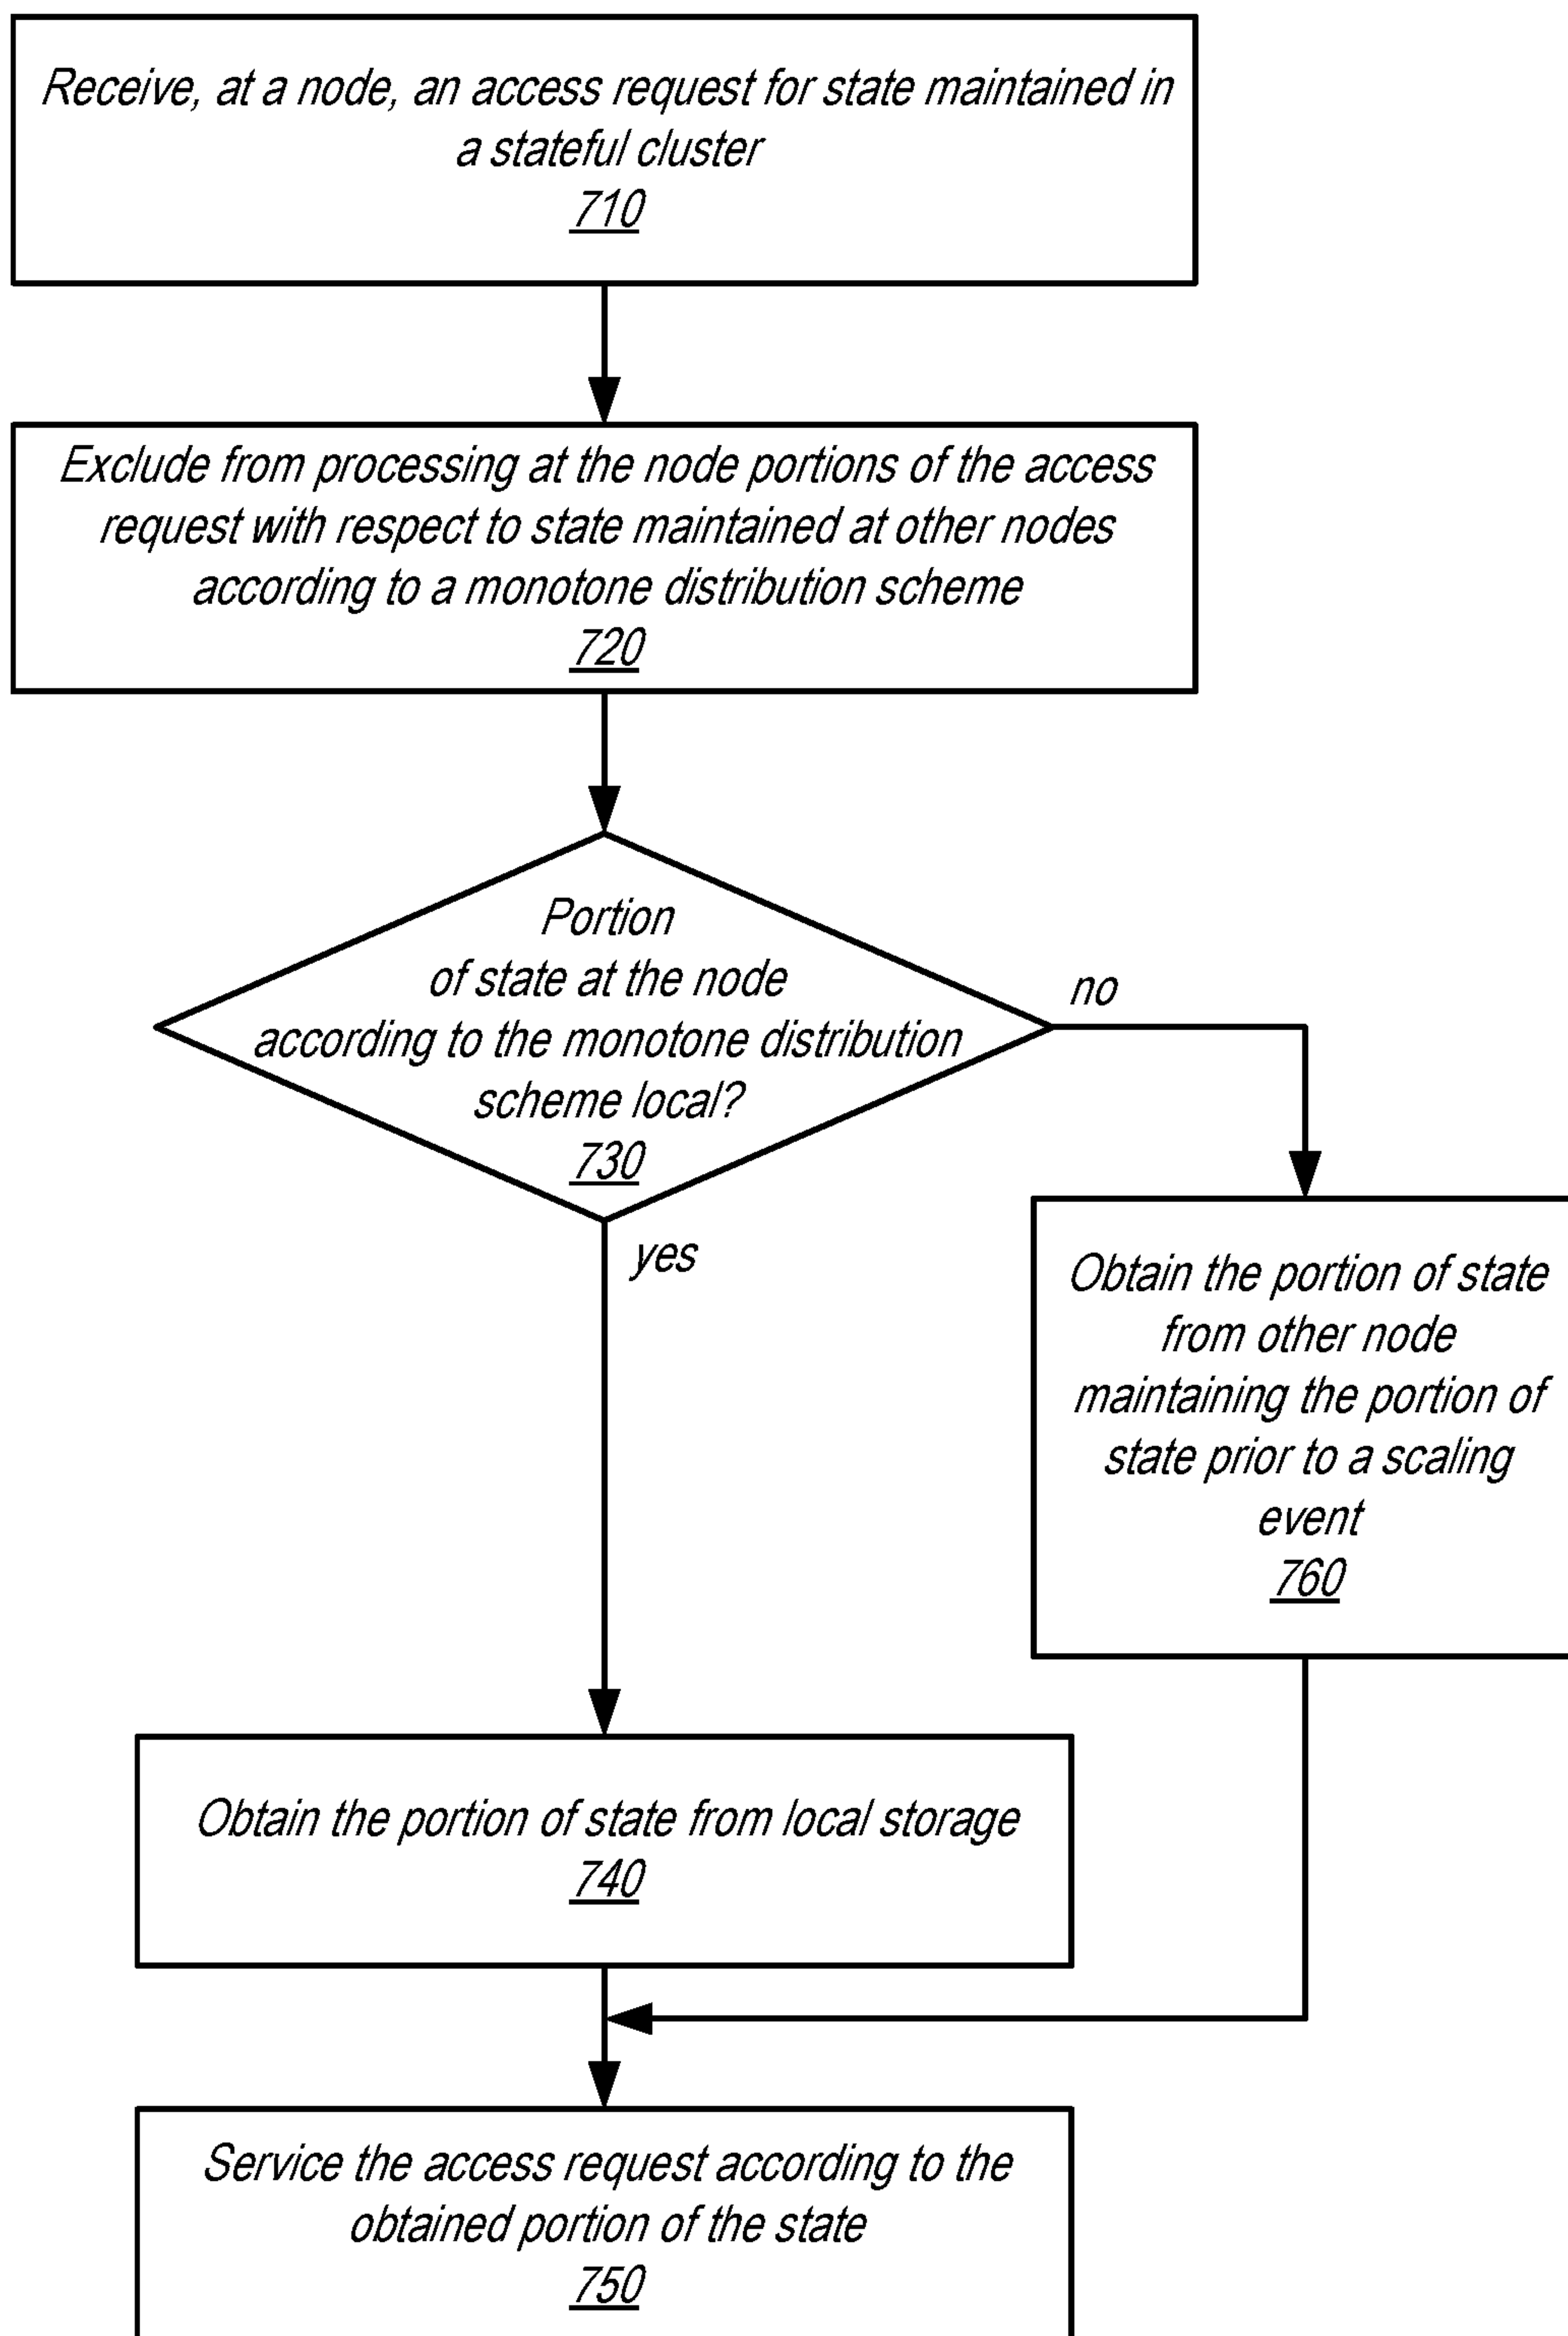 Receive, at a node, an access request for state maintained in
a stateful cluster
710
Exclude from processing at the node portions of the access
request with respect to state maintained at other nodes
according to a monotone distribution scheme
720
Portion
of state at the node
according to the monotone distribution
scheme local?
730
no
yes
Obtain the portion of state
from other node
maintaining the portion of
state prior to a scaling
event
760
Obtain the portion of state from local storage
740
Service the access request according to the
obtained portion of the state
750